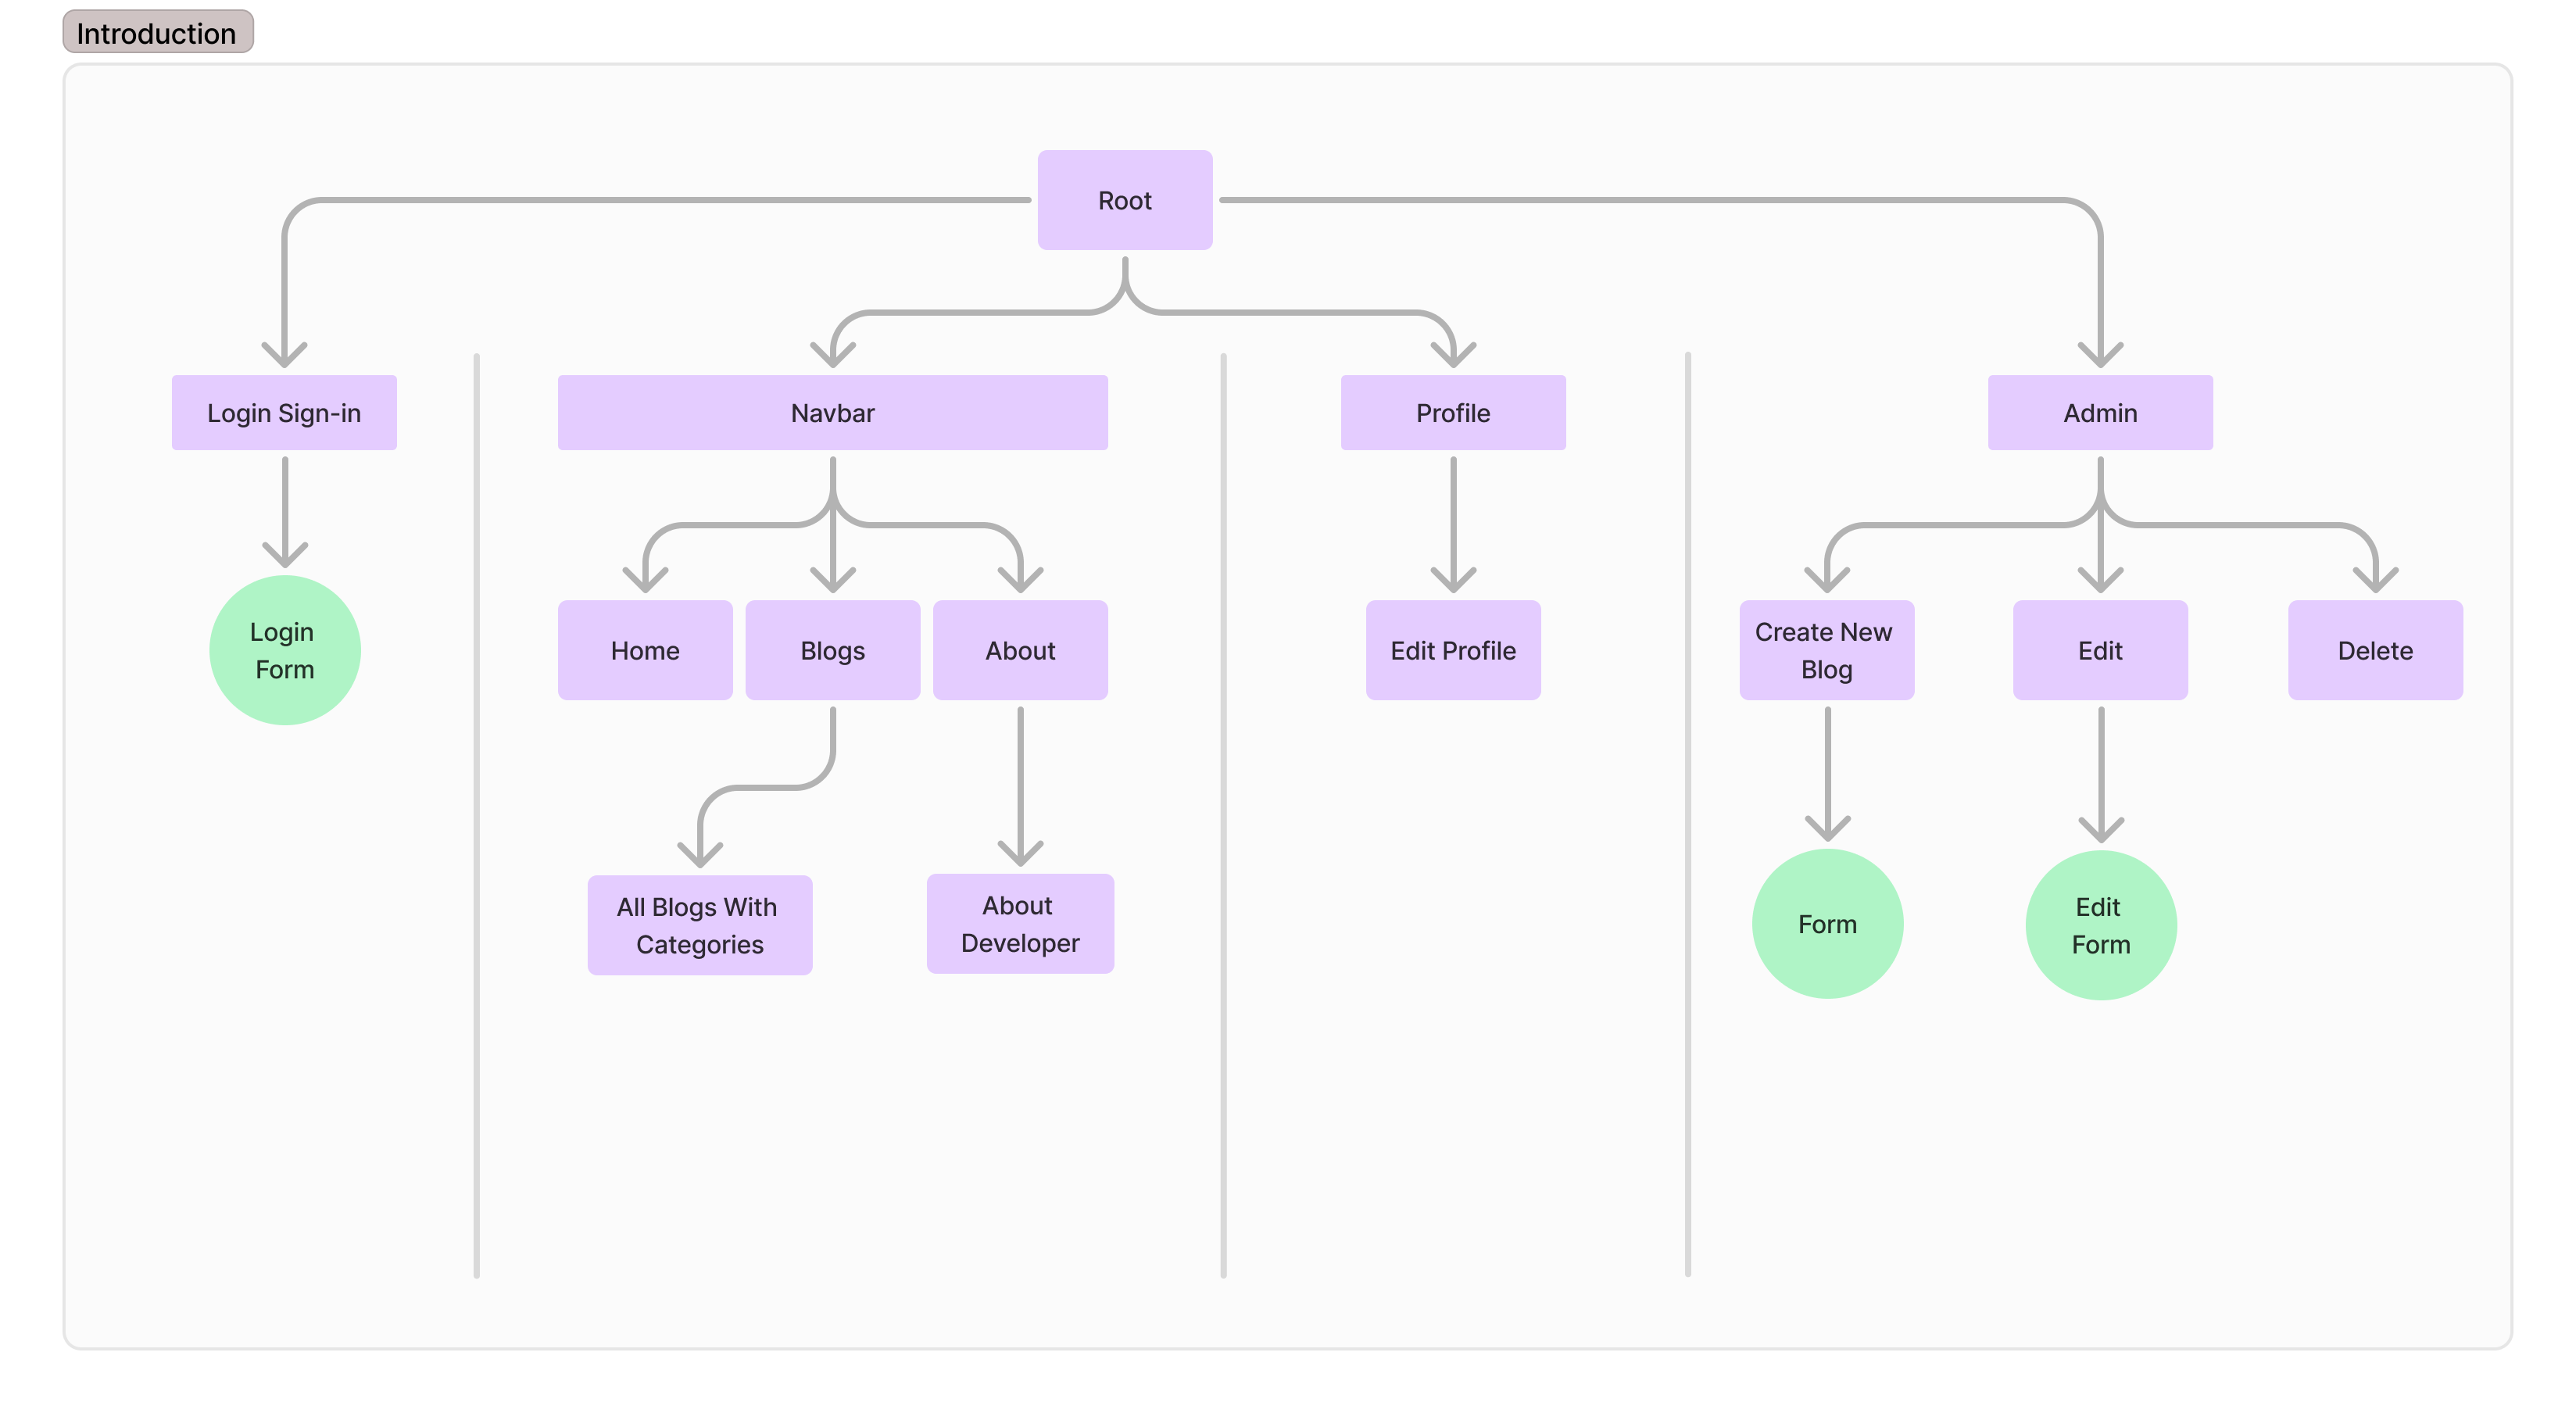 Introduction
Root
Login Sign-in
Navbar
Profile
Admin
Login
Form
Home
Blogs
About
Edit Profile
Create New
Blog
Edit
Delete
All Blogs With
Categories
About
Developer
Form
Edit
Form